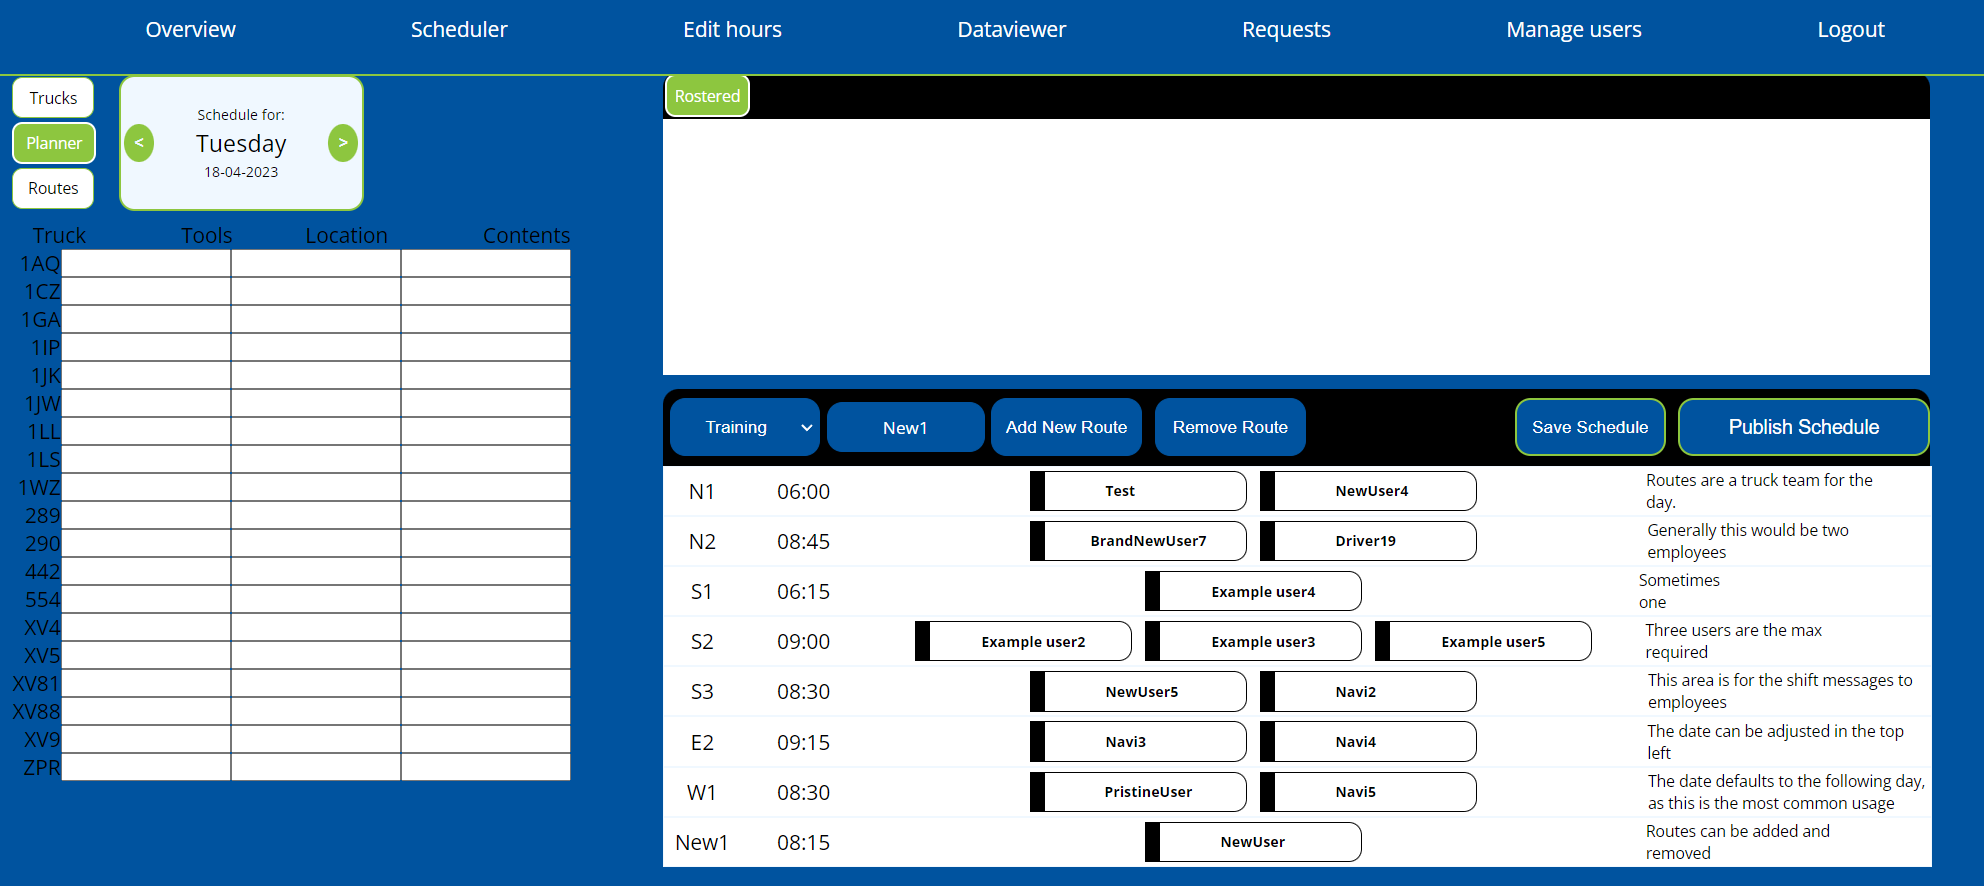 Overview Scheduler Edit hours Dataviewer Requests Manage users Logout
Trucks
Planner
Routes
Schedule for:
< Tuesday >
18-04-2023
Truck Tools Location Contents
1AQ
1CZ
1GA
1IP
1JK
1JW
1LL
1LS
1WZ
289
290
442
554
XV4
XV5
XV81
XV88
XV9
ZPR
Rostered
Training New1 Add New Route Remove Route Save Schedule Publish Schedule
N1 06:00 Test NewUser4 Routes are a truck team for the
day.
N2 08:45 BrandNewUser7 Driver19 Generally this would be two
employees
S1 06:15 Example user4 Sometimes
one
S2 09:00 Example user2 Example user3 Example user5 Three users are the max
required
S3 08:30 NewUser5 Navi2 This area is for the shift messages to
employees
E2 09:15 Navi3 Navi4 The date can be adjusted in the top
left
W1 08:30 PristineUser Navi5 The date defaults to the following day,
as this is the most common usage
New1 08:15 NewUser Routes can be added and
removed